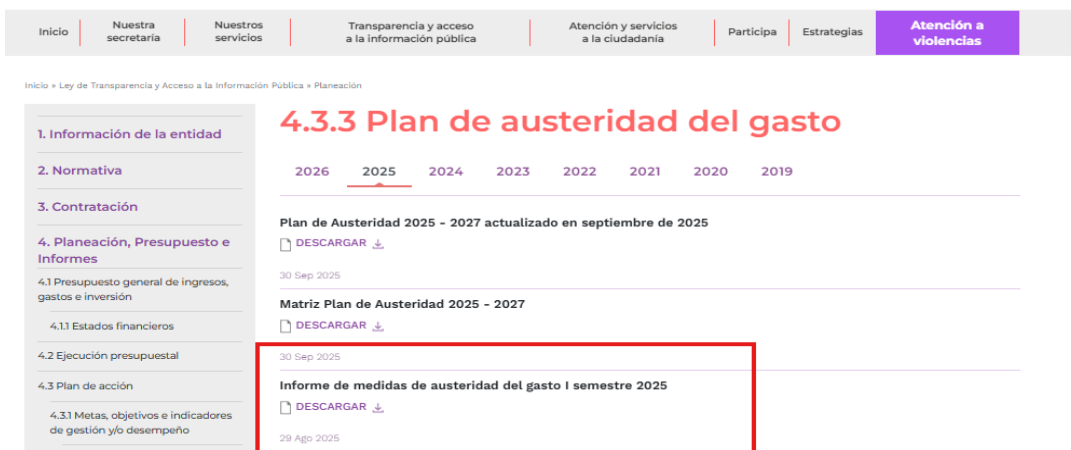 Inicio
Nuestra
secretaría
Nuestros
servicios
Transparencia y acceso
a la información pública
Atención y servicios
a la ciudadanía
Participa
Estrategias
Atención a
violencias
Inicio » Ley de Transparencia y Acceso a la Información Pública » Planeación
1. Información de la entidad
2. Normativa
3. Contratación
4. Planeación, Presupuesto e
Informes
4.1 Presupuesto general de ingresos,
gastos e inversión
4.1.1 Estados financieros
4.2 Ejecución presupuestal
4.3 Plan de acción
4.3.1 Metas, objetivos e indicadores
de gestión y/o desempeño
4.3.3 Plan de austeridad del gasto
2026 2025 2024 2023 2022 2021 2020 2019
Plan de Austeridad 2025 - 2027 actualizado en septiembre de 2025
DESCARGAR
30 Sep 2025
Matriz Plan de Austeridad 2025 - 2027
DESCARGAR
30 Sep 2025
Informe de medidas de austeridad del gasto I semestre 2025
DESCARGAR
29 Ago 2025